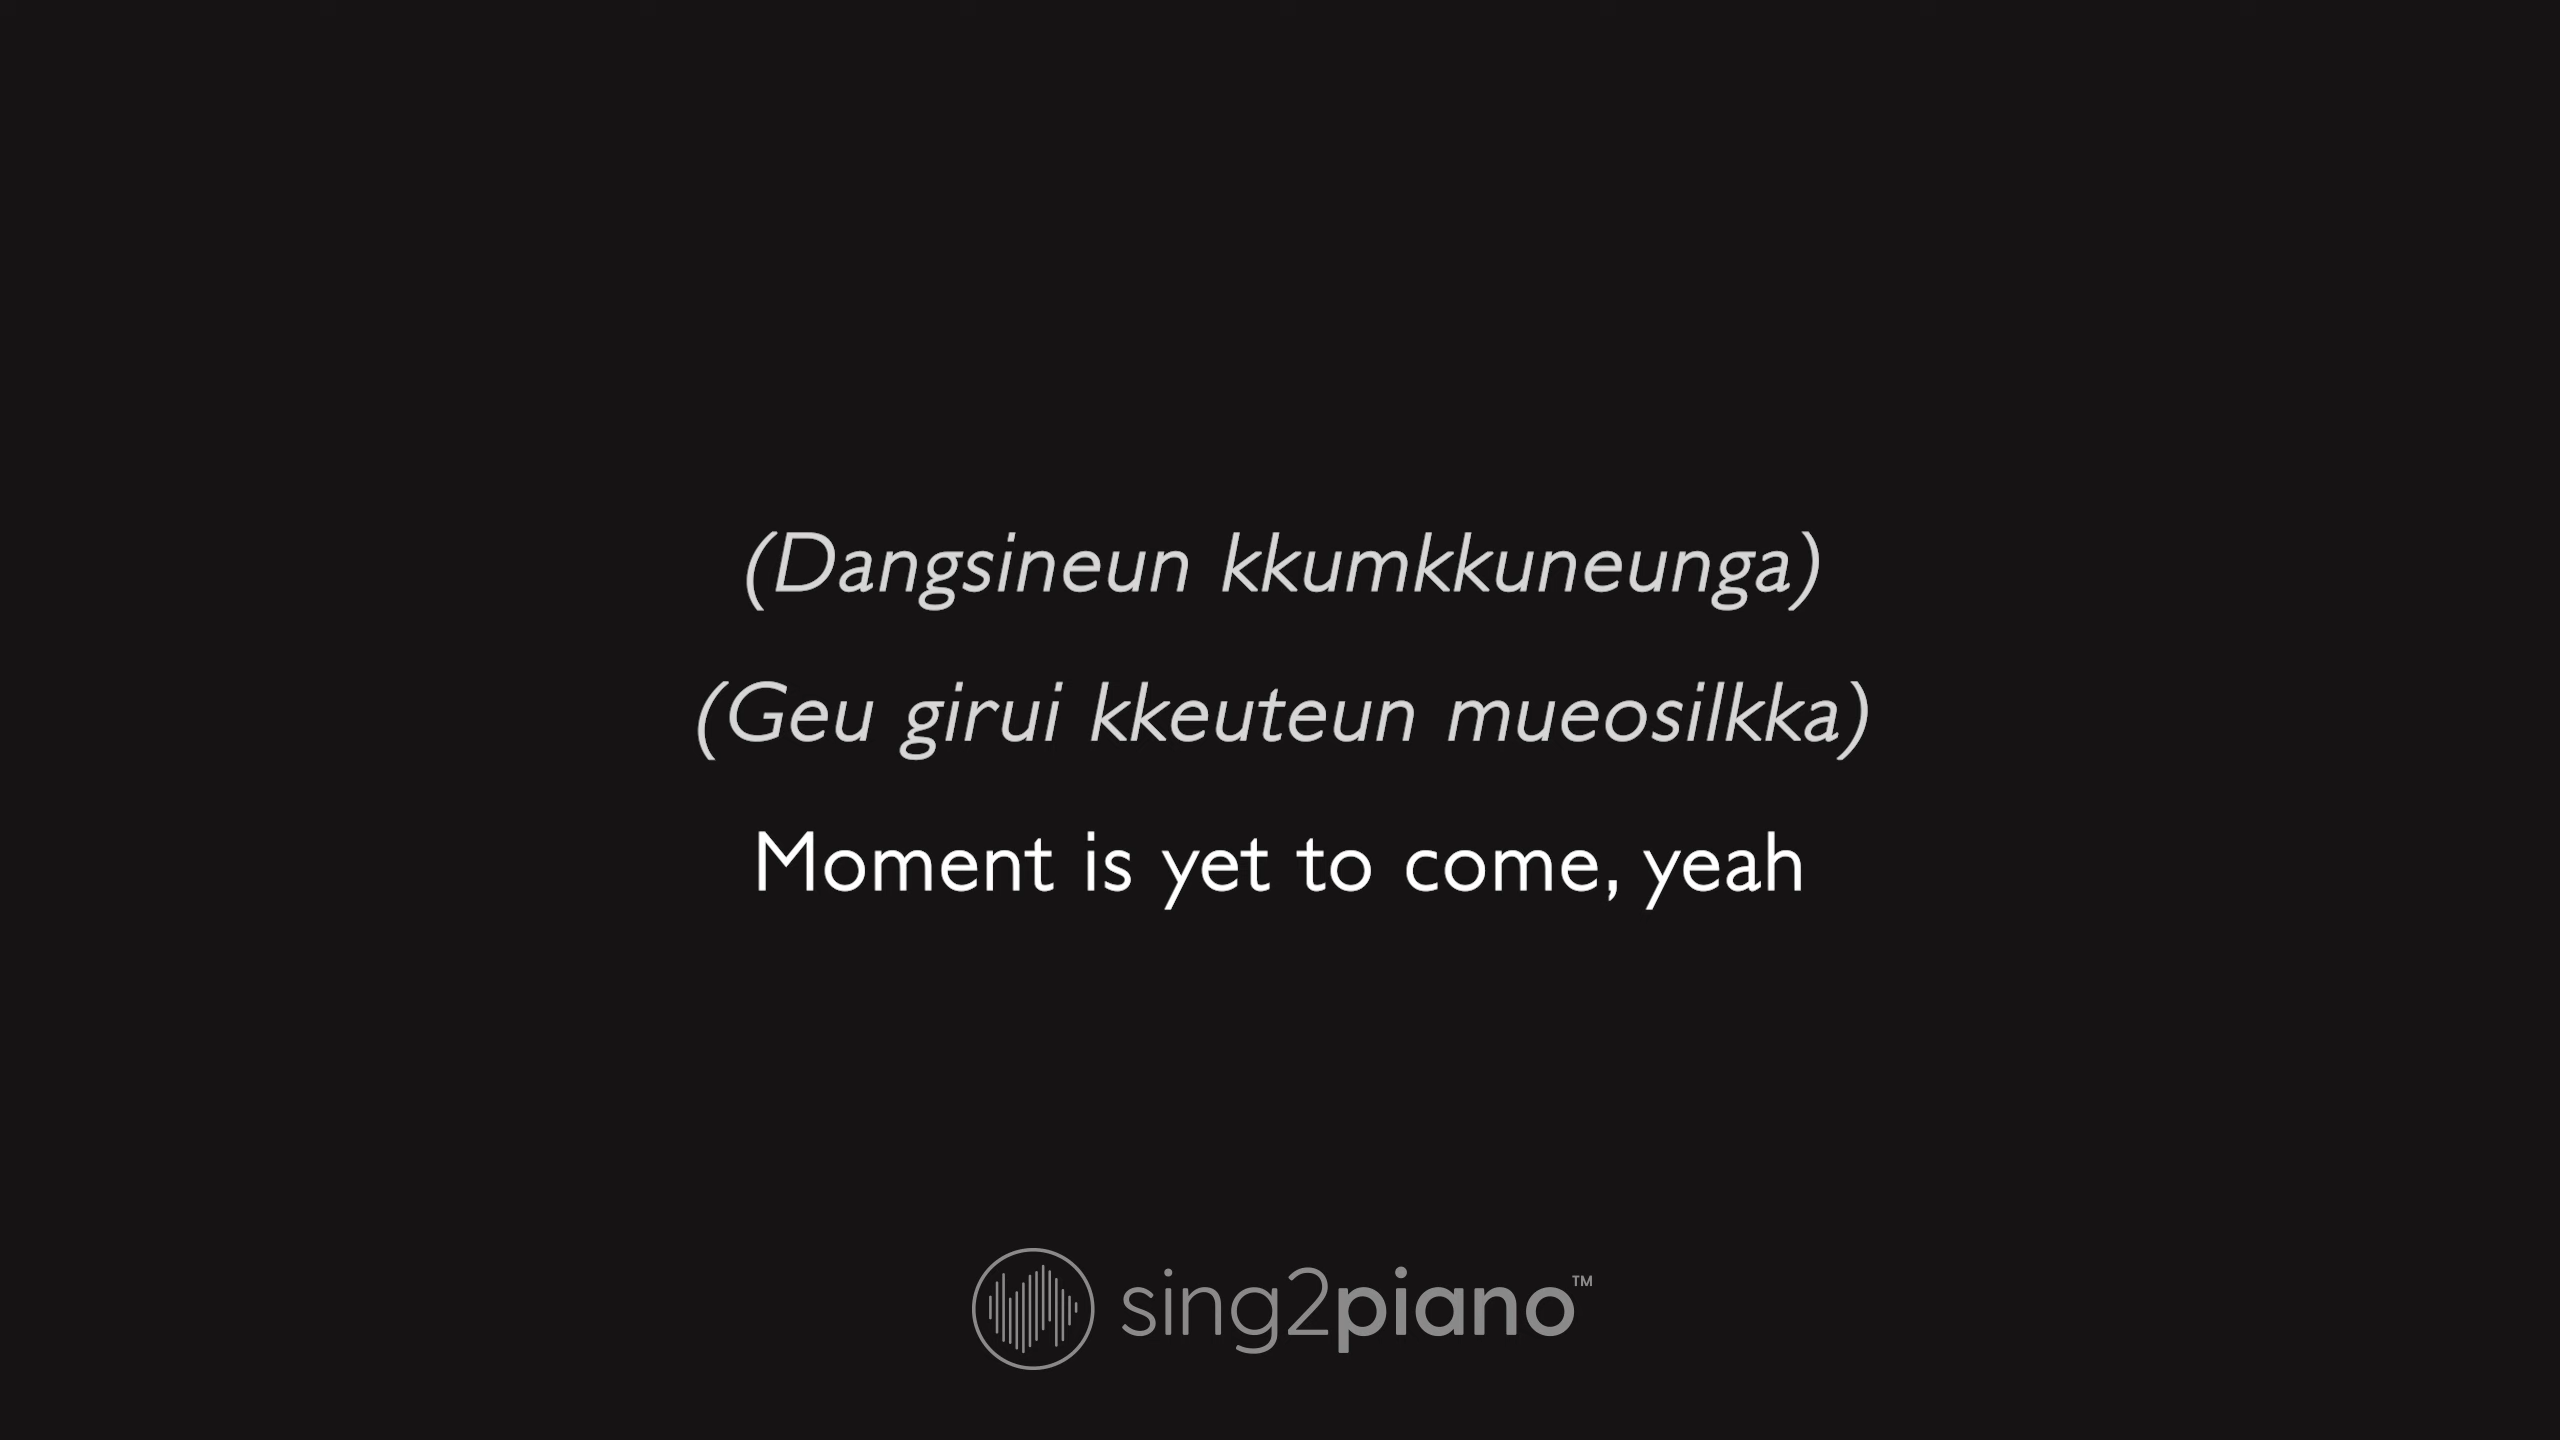 (Dangsineun kkumkkuneunga)
(Geu girui kkeuteun mueosilkka)
Moment is yet to come, yeah
sing2piano™